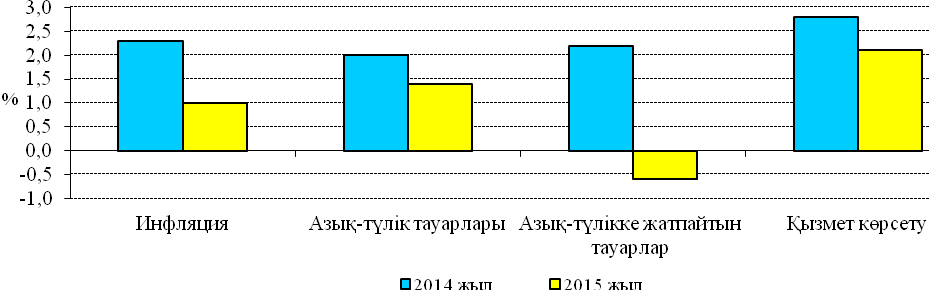 3,0
2,5
2,0
1,5
%
1,0
0,5
0,0
-0,5
-1,0
Инфляция
Азық-түлік тауарлары
Азық-түлікке жатпайтын
тауарлар
Қызмет көрсету
2014 жыл
2015 жыл